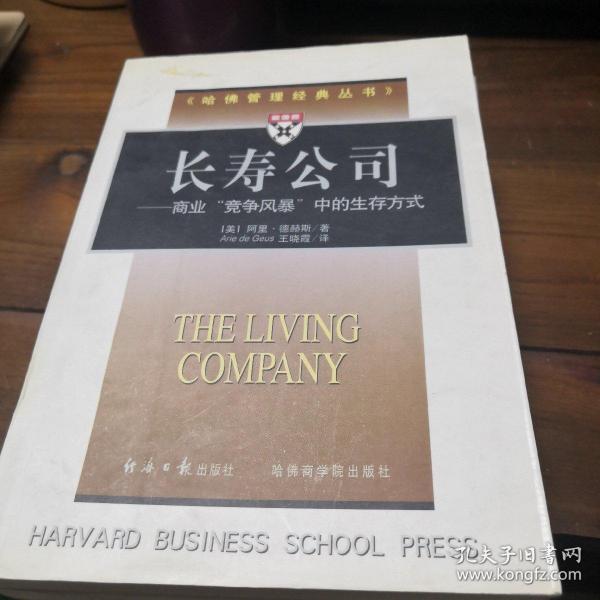 《哈佛管理经典丛书》
长寿公司
——商业“竞争风暴”中的生存方式
[美] 阿里·德赫斯/著
Arie de Geus 王晓霞/译
THE LIVING
COMPANY
经济日报出版社 哈佛商学院出版社
HARVARD BUSINESS SCHOOL PRESS
孔夫子旧书网
www.kongfz.com